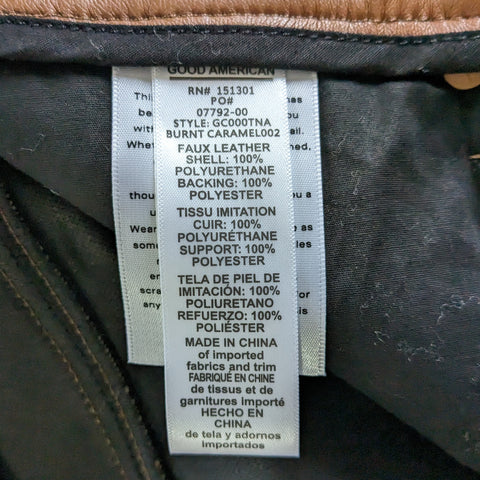 GOOD AMERICAN
RN# 151301
PO#
07792-00
STYLE: GC000TNA
BURNT CARAMEL002
FAUX LEATHER
SHELL: 100%
POLYURETHANE
BACKING: 100%
POLYESTER
TISSU IMITATION
CUIR: 100%
POLYURÉTHANE
SUPPORT: 100%
POLYESTER
TELA DE PIEL DE
IMITACIÓN: 100%
POLIURETANO
REFUERZO: 100%
POLIÉSTER
MADE IN CHINA
of imported
fabrics and trim
FABRIQUÉ EN CHINE
de tissus et de
garnitures importés
HECHO EN
CHINA
de tela y adornos
importados